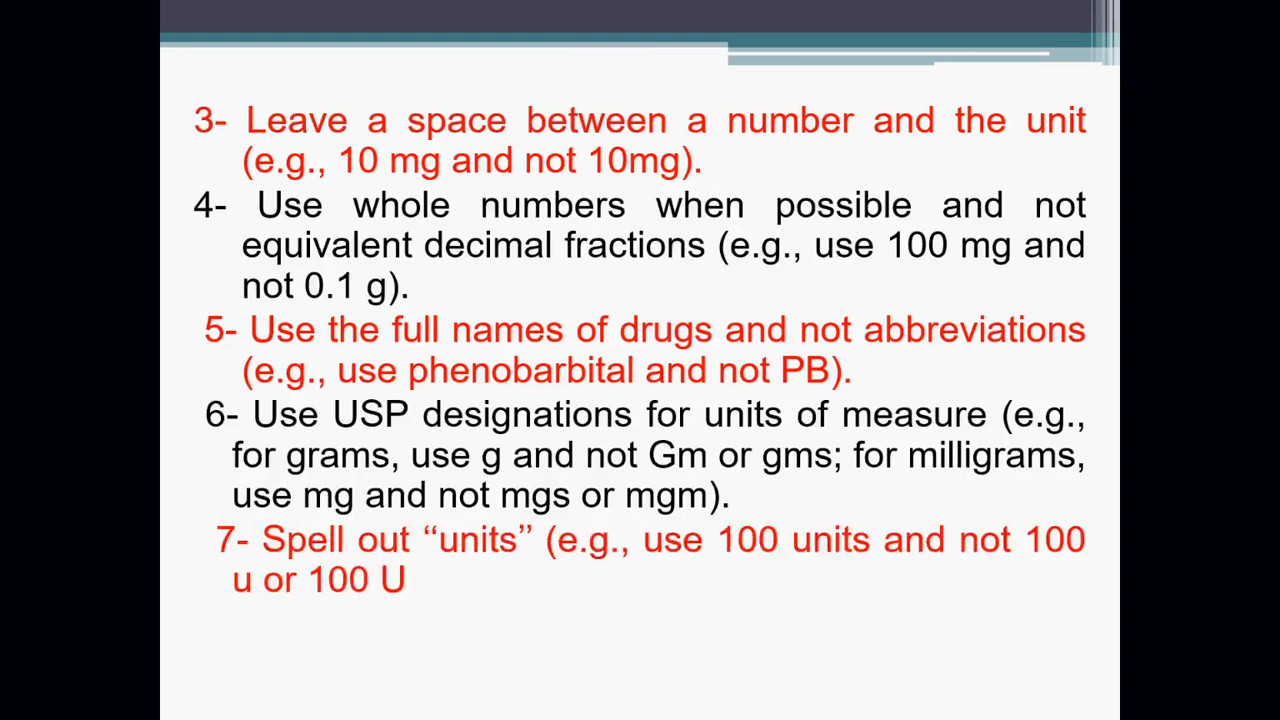 3- Leave a space between a number and the unit
(e.g., 10 mg and not 10mg).
4- Use whole numbers when possible and not
equivalent decimal fractions (e.g., use 100 mg and
not 0.1 g).
5- Use the full names of drugs and not abbreviations
(e.g., use phenobarbital and not PB).
6- Use USP designations for units of measure (e.g.,
for grams, use g and not Gm or gms; for milligrams,
use mg and not mgs or mgm).
7- Spell out ‘‘units’’ (e.g., use 100 units and not 100
u or 100 U